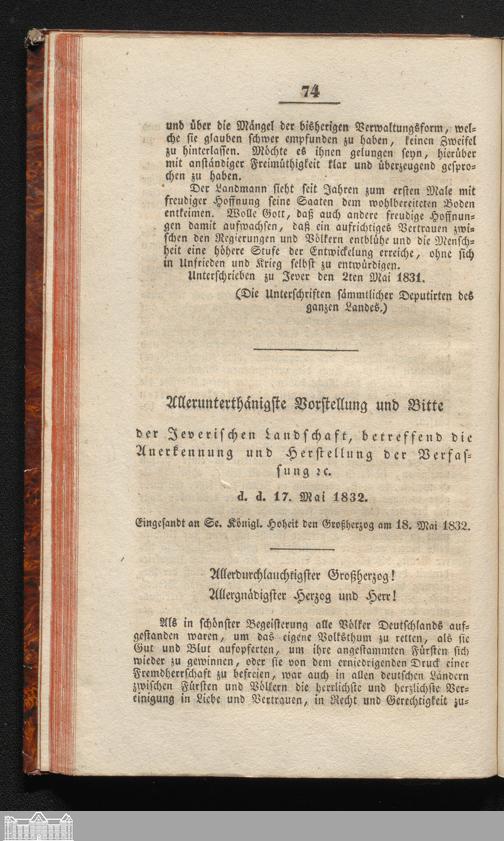 74
und über die Mängel der bisherigen Verwaltungsform, wel-
che sie glauben schwer empfunden zu haben, keinen Zweifel
zu hinterlassen. Möchte es ihnen gelungen seyn, hierüber
mit anständiger Freimüthigkeit klar und überzeugend gespro-
chen zu haben.
Der Landmann sieht seit Jahren zum ersten Male mit
freudiger Hoffnung seine Saaten dem wohlbereiteten Boden
entkeimen. Wolle Gott, daß auch andere freudige Hoffnun-
gen damit aufwachsen, daß ein aufrichtiges Vertrauen zwi-
schen den Regierungen und Völkern entblühe und die Mensch-
heit eine höhere Stufe der Entwickelung erreiche, ohne sich
in Unfrieden und Krieg selbst zu entwürdigen.
Unterschrieben zu Jever den 2ten Mai 1831.
(Die Unterschriften sämmtlicher Deputirten des
ganzen Landes.)
Allerunterthänigste Vorstellung und Bitte
der Jeverischen Landschaft, betreffend die
Anerkennung und Herstellung der Verfas-
sung ꝛc.
d. d. 17. Mai 1832.
Eingesandt an Se. Königl. Hoheit den Großherzog am 18. Mai 1832.
Allerdurchlauchtigster Großherzog!
Allergnädigster Herzog und Herr!
Als in schönster Begeisterung alle Völker Deutschlands auf-
gestanden waren, um das eigene Volksthum zu retten, als sie
Gut und Blut aufopferten, um ihre angestammten Fürsten sich
wieder zu gewinnen, oder sie von dem erniedrigenden Druck einer
Fremdherrschaft zu befreien, war auch in allen deutschen Ländern
zwischen Fürsten und Völkern die herrlichste und herzlichste Ver-
einigung in Liebe und Vertrauen, in Recht und Gerechtigkeit zu-